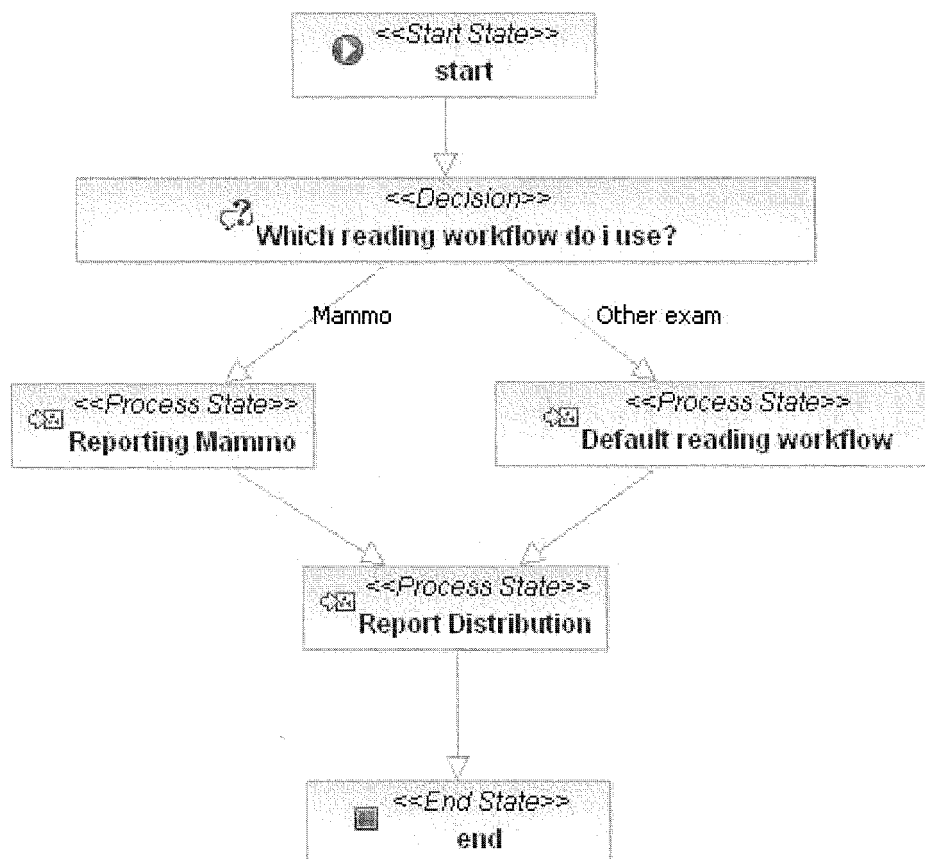 <<Start State>>
start
<<Decision>>
Which reading workflow do i use?
Mammo
Other exam
<<Process State>>
Reporting Mammo
<<Process State>>
Default reading workflow
<<Process State>>
Report Distribution
<<End State>>
end